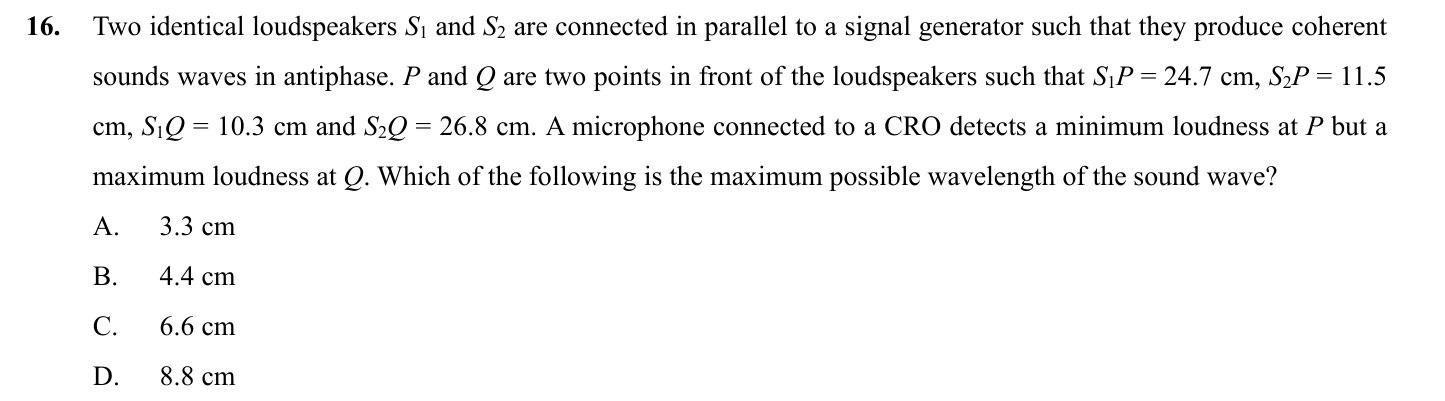 16. Two identical loudspeakers S₁ and S₂ are connected in parallel to a signal generator such that they produce coherent
sounds waves in antiphase. P and Q are two points in front of the loudspeakers such that S₁P = 24.7 cm, S₂P = 11.5
cm, S₁Q = 10.3 cm and S₂Q = 26.8 cm. A microphone connected to a CRO detects a minimum loudness at P but a
maximum loudness at Q. Which of the following is the maximum possible wavelength of the sound wave?
A. 3.3 cm
B. 4.4 cm
C. 6.6 cm
D. 8.8 cm